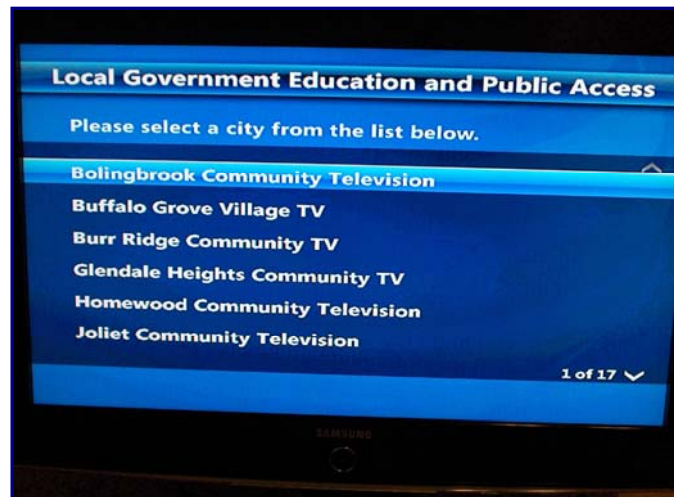 Local Government Education and Public Access
Please select a city from the list below.
Bolingbrook Community Television
Buffalo Grove Village TV
Burr Ridge Community TV
Glendale Heights Community TV
Homewood Community Television
Joliet Community Television
1 of 17
SAMSUNG